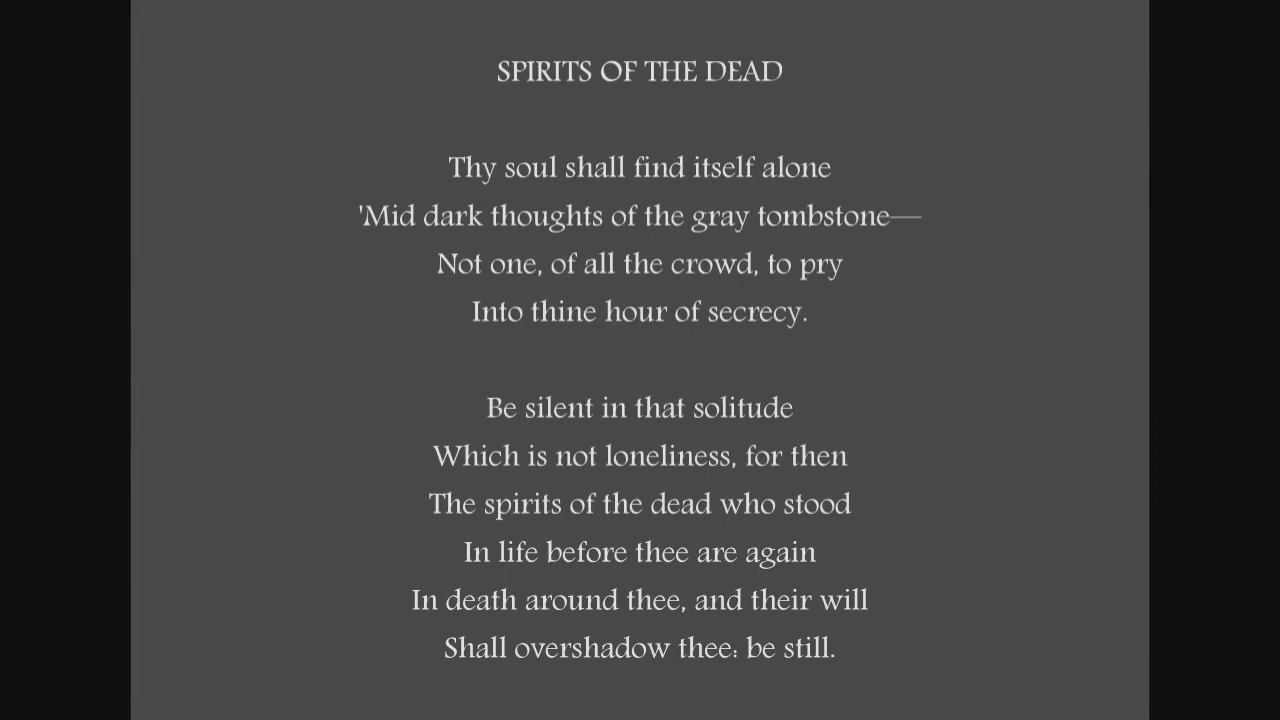 SPIRITS OF THE DEAD
Thy soul shall find itself alone
'Mid dark thoughts of the gray tombstone—
Not one, of all the crowd, to pry
Into thine hour of secrecy.
Be silent in that solitude
Which is not loneliness, for then
The spirits of the dead who stood
In life before thee are again
In death around thee, and their will
Shall overshadow thee: be still.